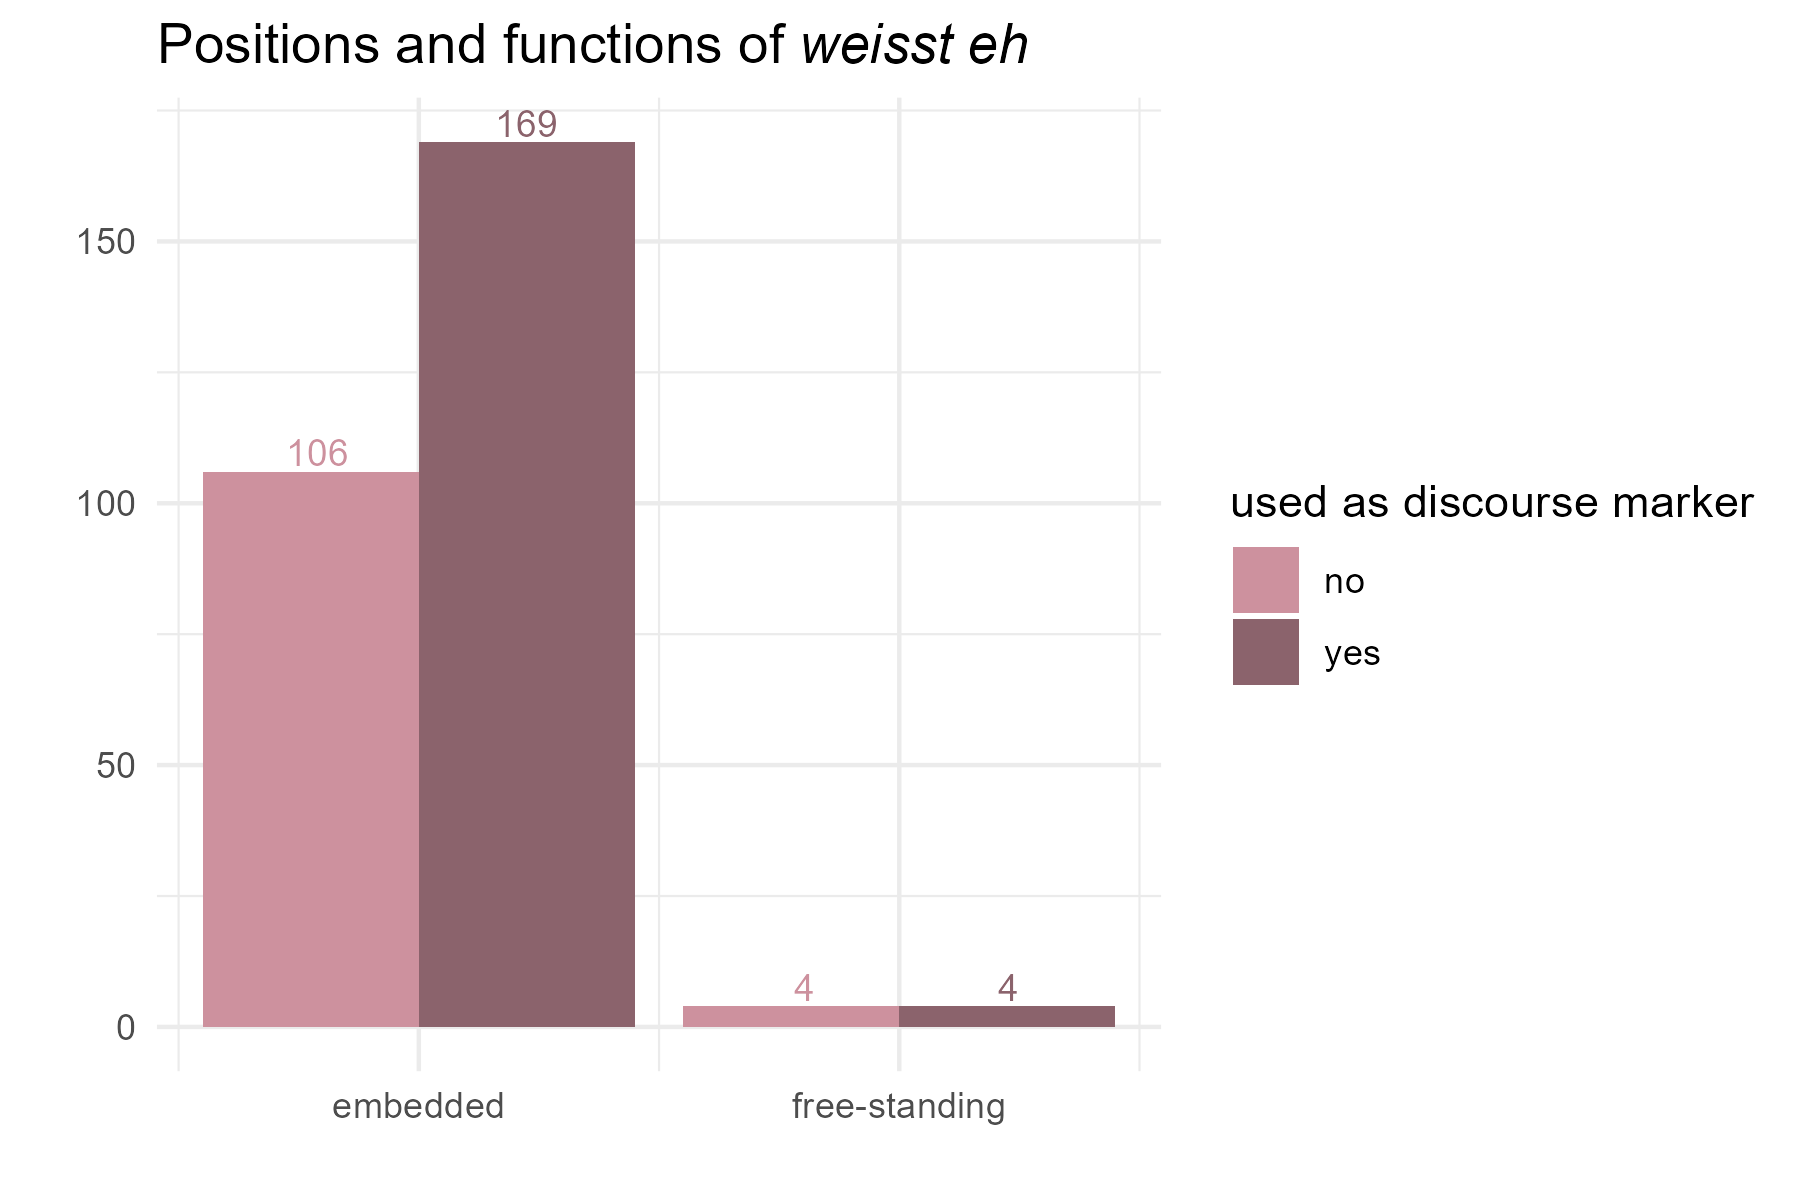 Positions and functions of weisst eh
169
150
106
100
50
4 4
0
embedded free-standing
used as discourse marker
no
yes